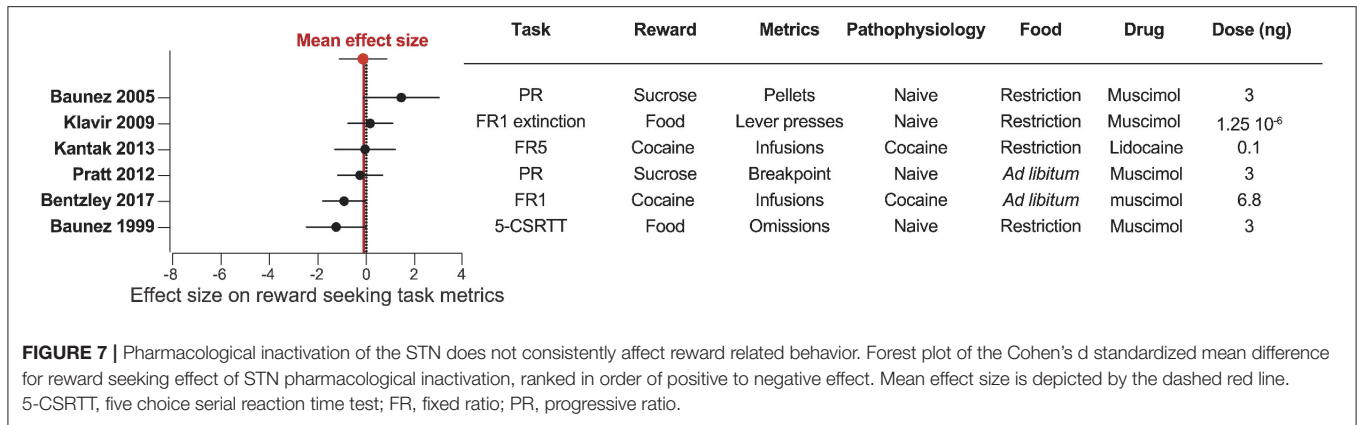 Mean effect size Task Reward Metrics Pathophysiology Food Drug Dose (ng)
Baunez 2005 PR Sucrose Pellets Naive Restriction Muscimol 3
Klavir 2009 FR1 extinction Food Lever presses Naive Restriction Muscimol 1.25 10-6
Kantak 2013 FR5 Cocaine Infusions Cocaine Restriction Lidocaine 0.1
Pratt 2012 PR Sucrose Breakpoint Naive Ad libitum Muscimol 3
Bentzley 2017 FR1 Cocaine Infusions Cocaine Ad libitum muscimol 6.8
Baunez 1999 5-CSRTT Food Omissions Naive Restriction Muscimol 3
-8 -6 -4 -2 0 2 4
Effect size on reward seeking task metrics
FIGURE 7 | Pharmacological inactivation of the STN does not consistently affect reward related behavior. Forest plot of the Cohen's d standardized mean difference
for reward seeking effect of STN pharmacological inactivation, ranked in order of positive to negative effect. Mean effect size is depicted by the dashed red line.
5-CSRTT, five choice serial reaction time test; FR, fixed ratio; PR, progressive ratio.